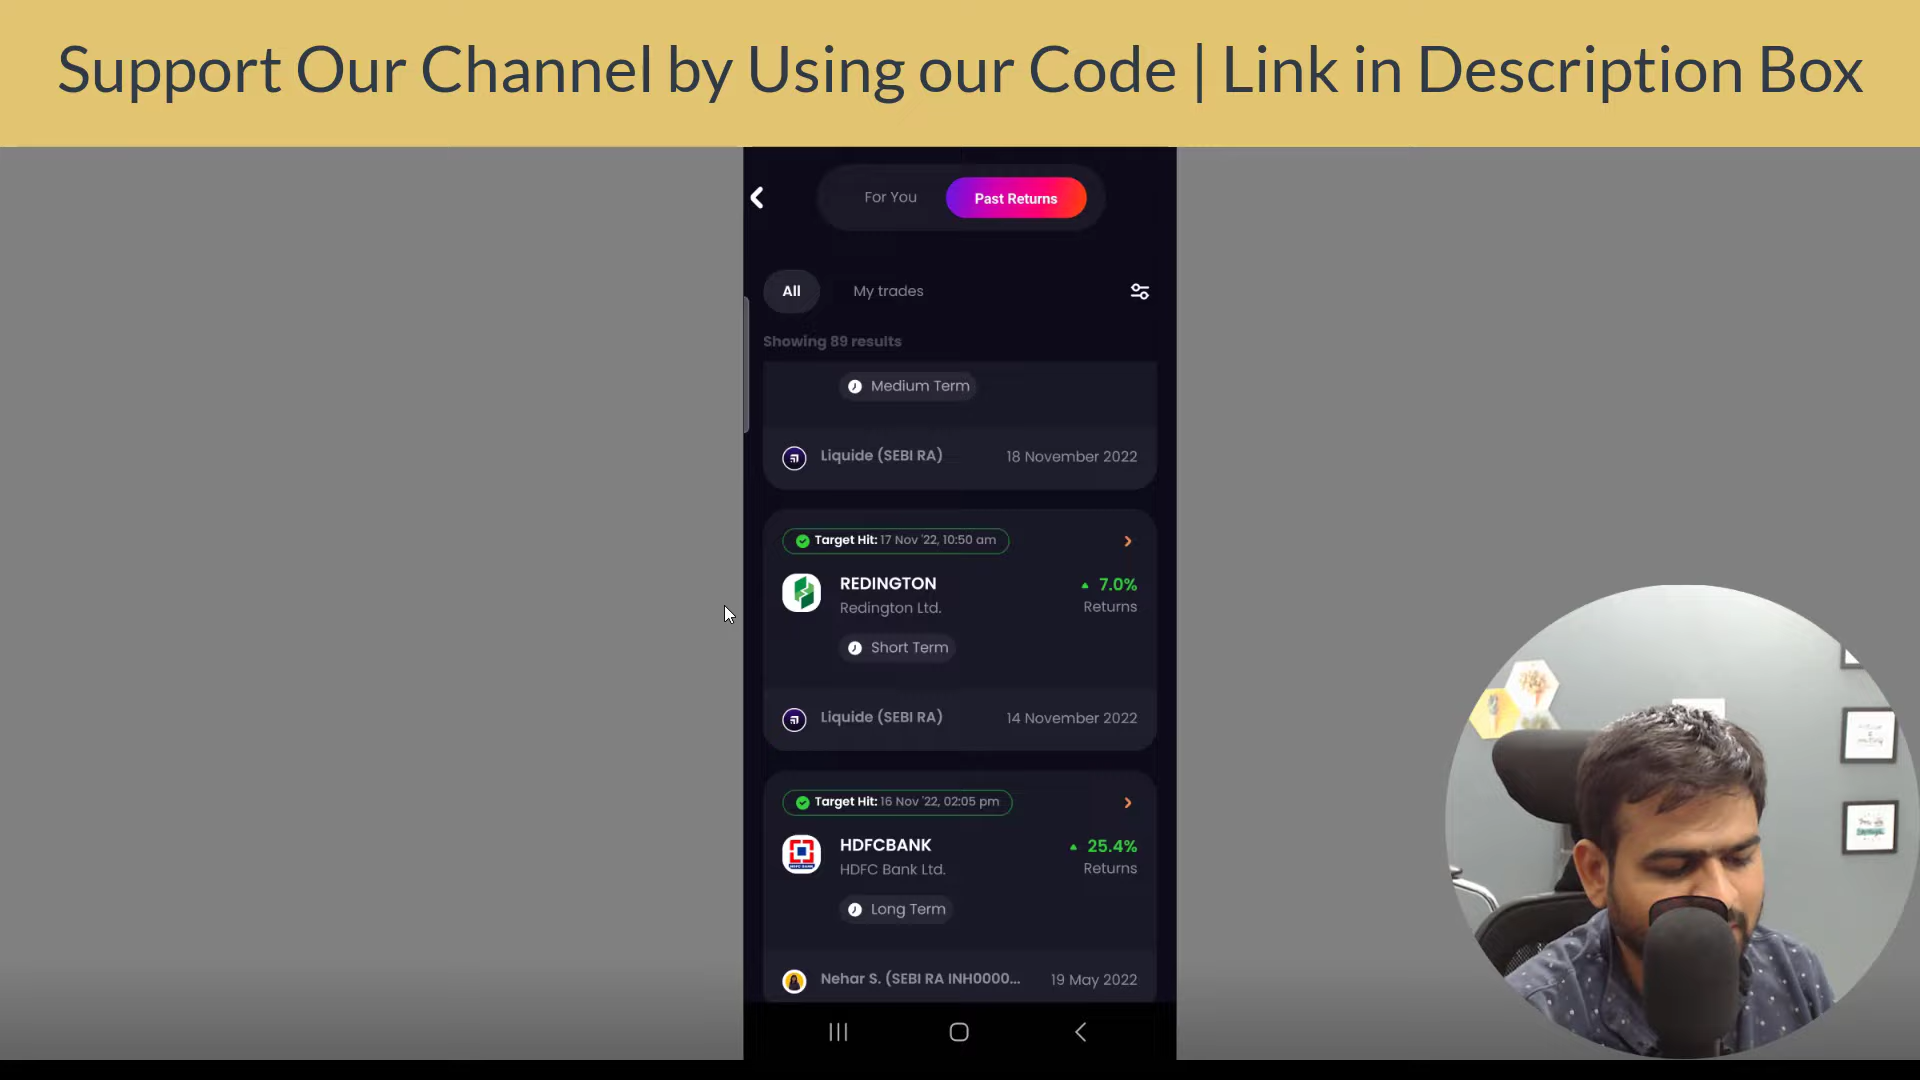 Support Our Channel by Using our Code | Link in Description Box
For You
Past Returns
All
My trades
Showing 89 results
Medium Term
Liquide (SEBI RA)
18 November 2022
Target Hit: 17 Nov '22, 10:50 am
REDINGTON
7.0%
Redington Ltd.
Returns
Short Term
Liquide (SEBI RA)
14 November 2022
Target Hit: 16 Nov '22, 02:05 pm
HDFCBANK
25.4%
HDFC Bank Ltd.
Returns
Long Term
Nehar S. (SEBI RA INH0000...
19 May 2022